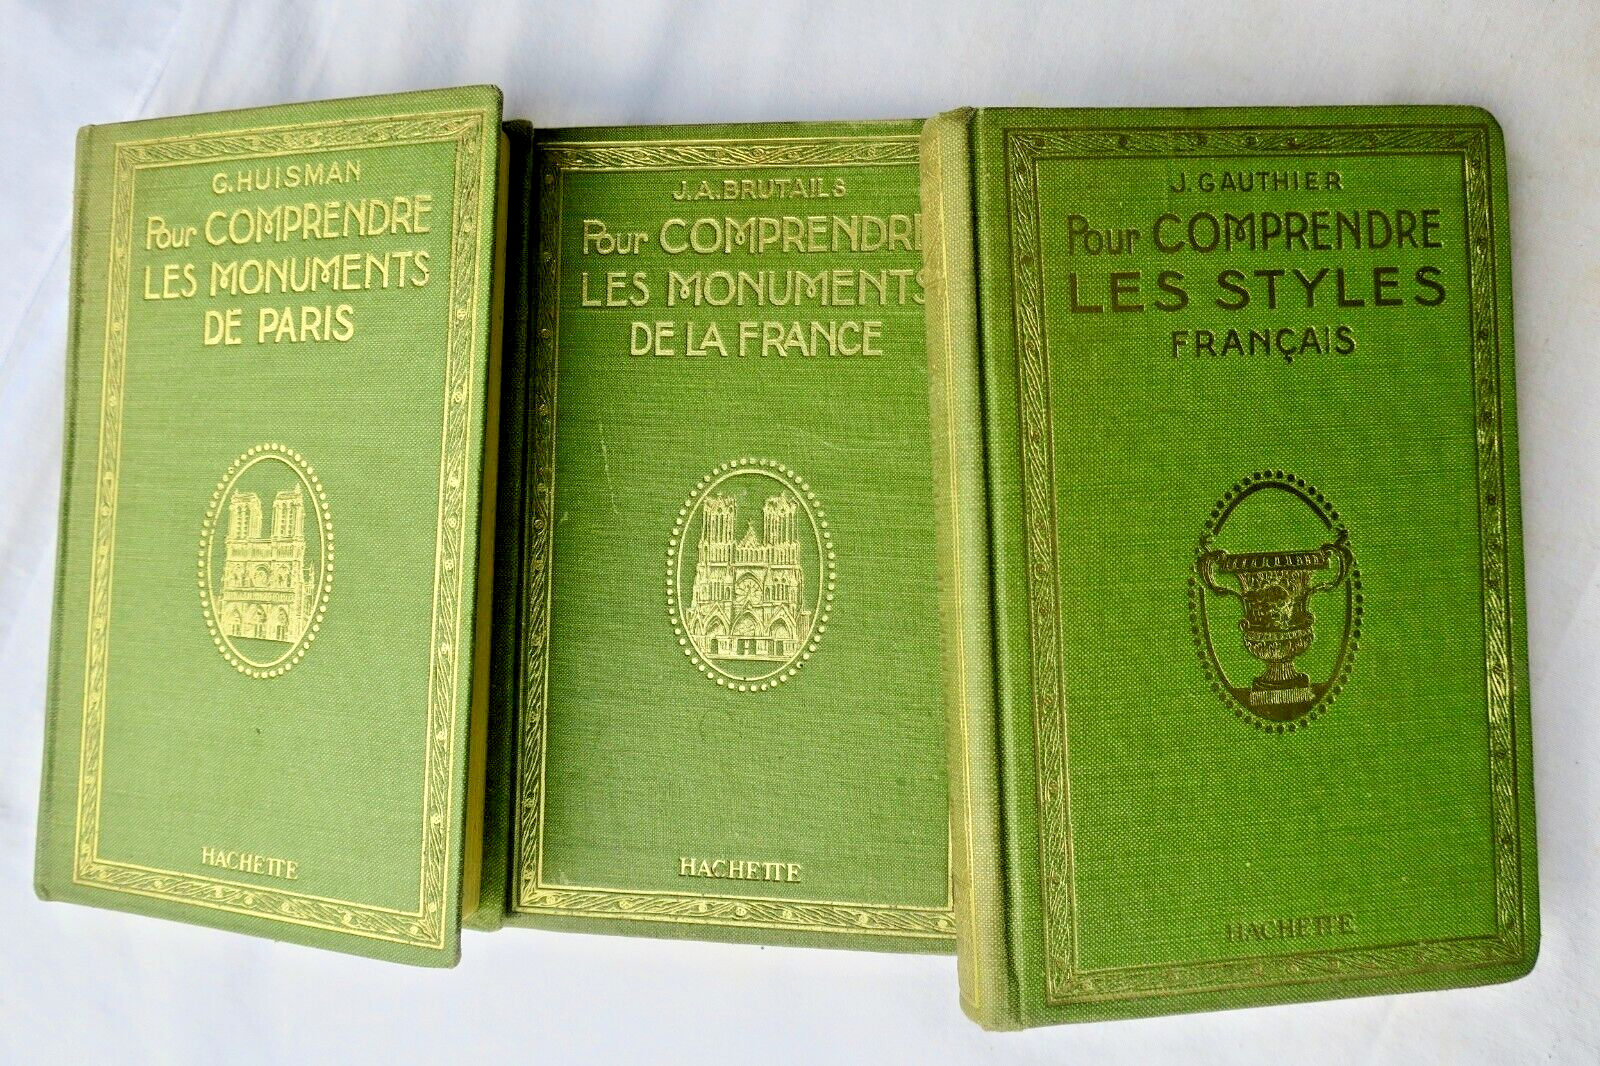 G. HUISMAN
Pour COMPRENDRE
LES MONUMENTS
DE PARIS
HACHETTE
J. A. BRUTAILS
Pour COMPRENDRE
LES MONUMENTS
DE LA FRANCE
HACHETTE
J. GAUTHIER
Pour COMPRENDRE
LES STYLES
FRANÇAIS
HACHETTE